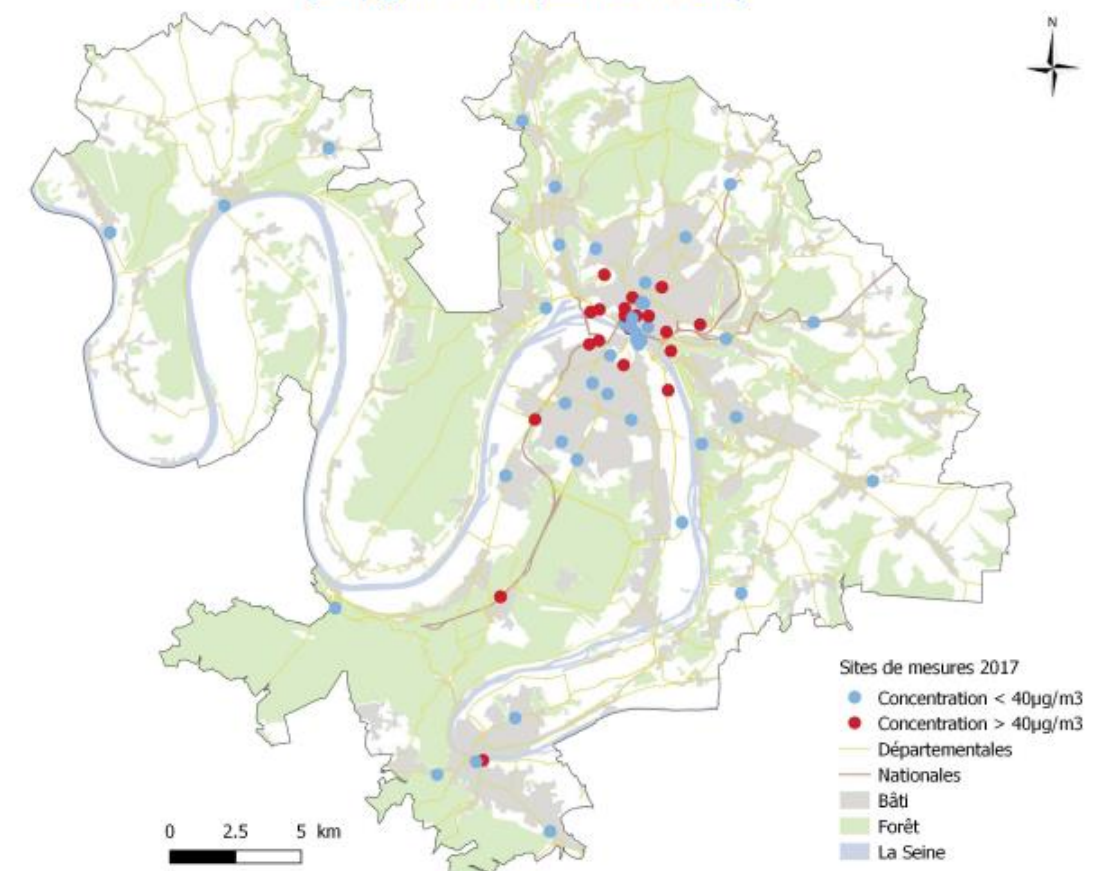 N
Sites de mesures 2017
Concentration < 40µg/m3
Concentration > 40µg/m3
Départementales
Nationales
Bâti
Forêt
La Seine
0 2.5 5 km